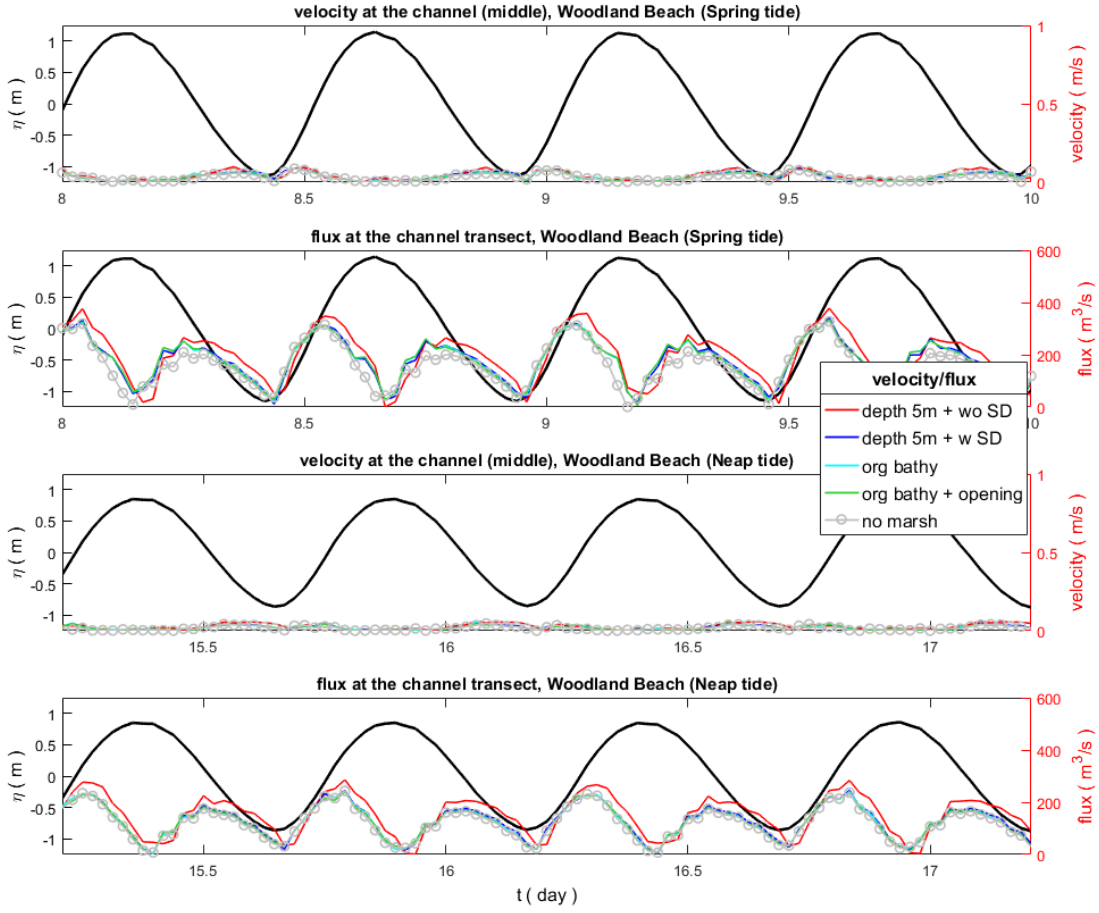 velocity at the channel (middle), Woodland Beach (Spring tide)
1
0.5
0
-0.5
-1
η ( m )
1
0.5
0
velocity ( m/s )
8
8.5
9
9.5
10
flux at the channel transect, Woodland Beach (Spring tide)
1
0.5
0
-0.5
-1
η ( m )
600
400
200
0
flux ( m³/s )
8
8.5
9
9.5
10
velocity/flux
depth 5m + wo SD
depth 5m + w SD
org bathy
org bathy + opening
no marsh
velocity at the channel (middle), Woodland Beach (Neap tide)
1
0.5
0
-0.5
-1
η ( m )
1
0.5
0
velocity ( m/s )
15.5
16
16.5
17
flux at the channel transect, Woodland Beach (Neap tide)
1
0.5
0
-0.5
-1
η ( m )
600
400
200
0
flux ( m³/s )
15.5
16
16.5
17
t ( day )